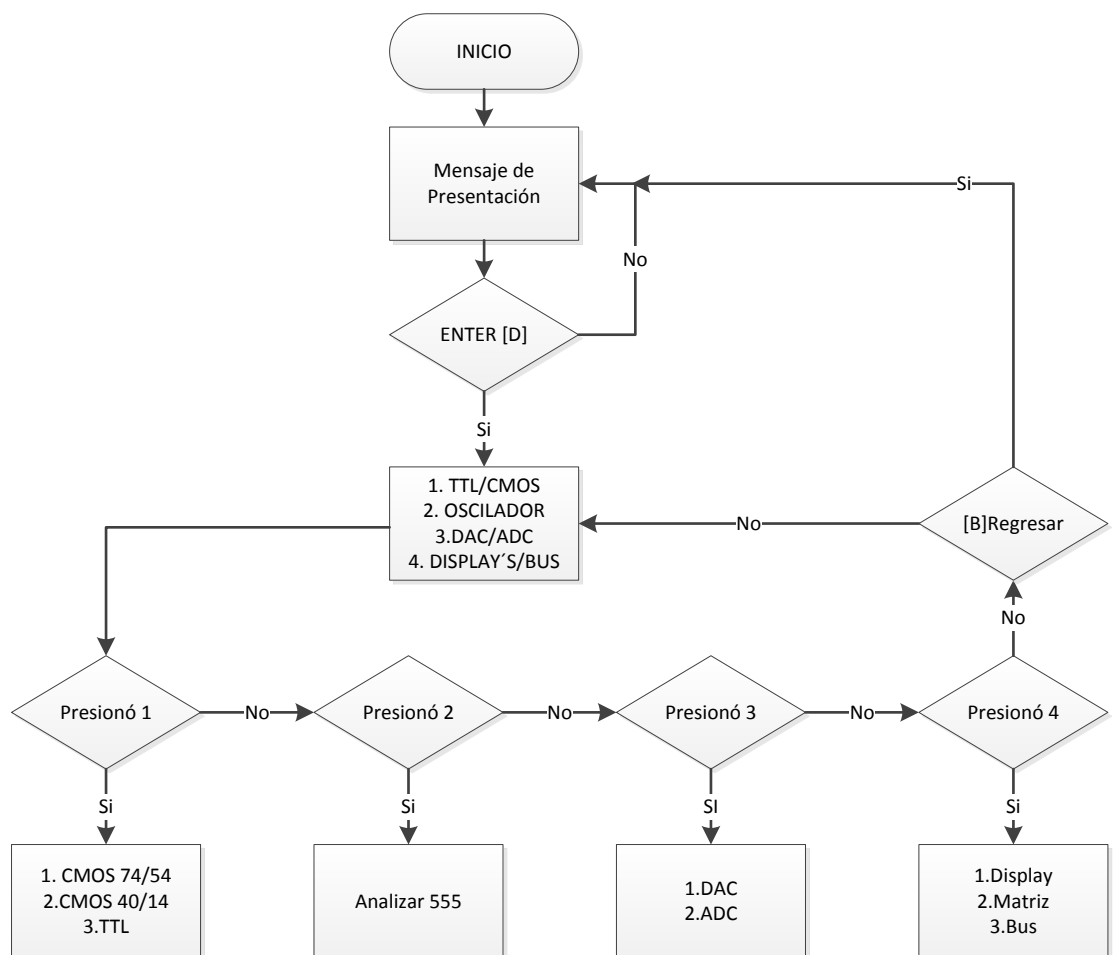 INICIO
Mensaje de
Presentación
Si
No
ENTER [D]
Si
1. TTL/CMOS
2. OSCILADOR
3.DAC/ADC
4. DISPLAY´S/BUS
No
[B]Regresar
No
Presionó 1
No
Presionó 2
No
Presionó 3
No
Presionó 4
Si
Si
SI
Si
1. CMOS 74/54
2.CMOS 40/14
3.TTL
Analizar 555
1.DAC
2.ADC
1.Display
2.Matriz
3.Bus